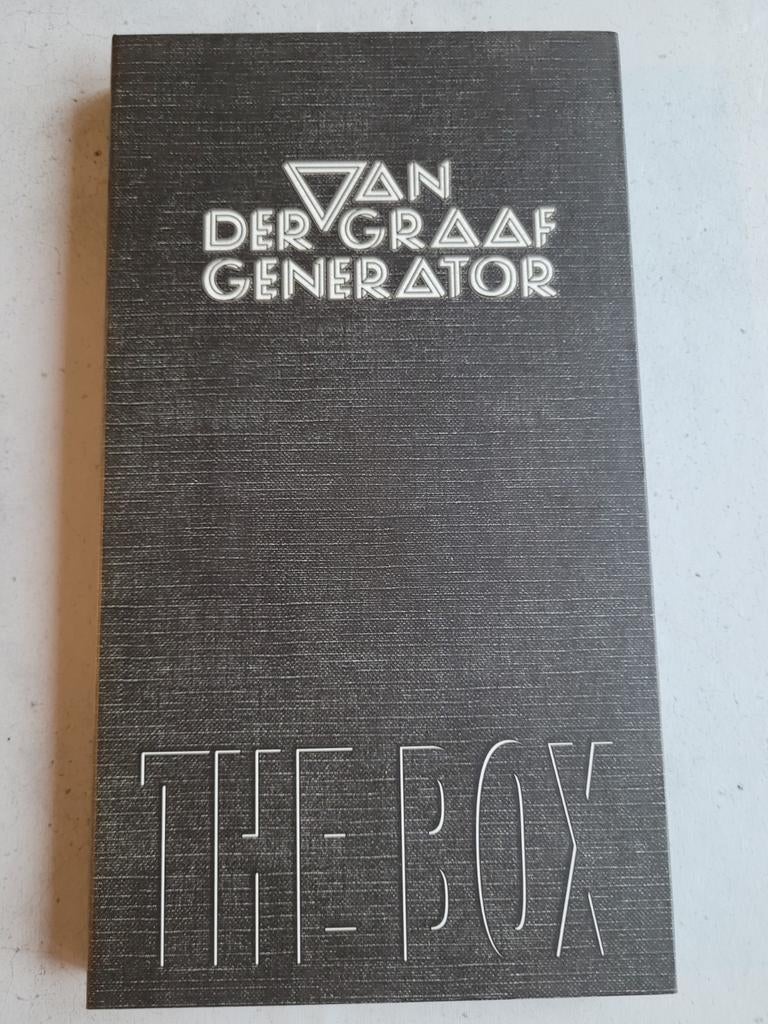 VAN
DER GRAAF
GENERATOR
THE BOX